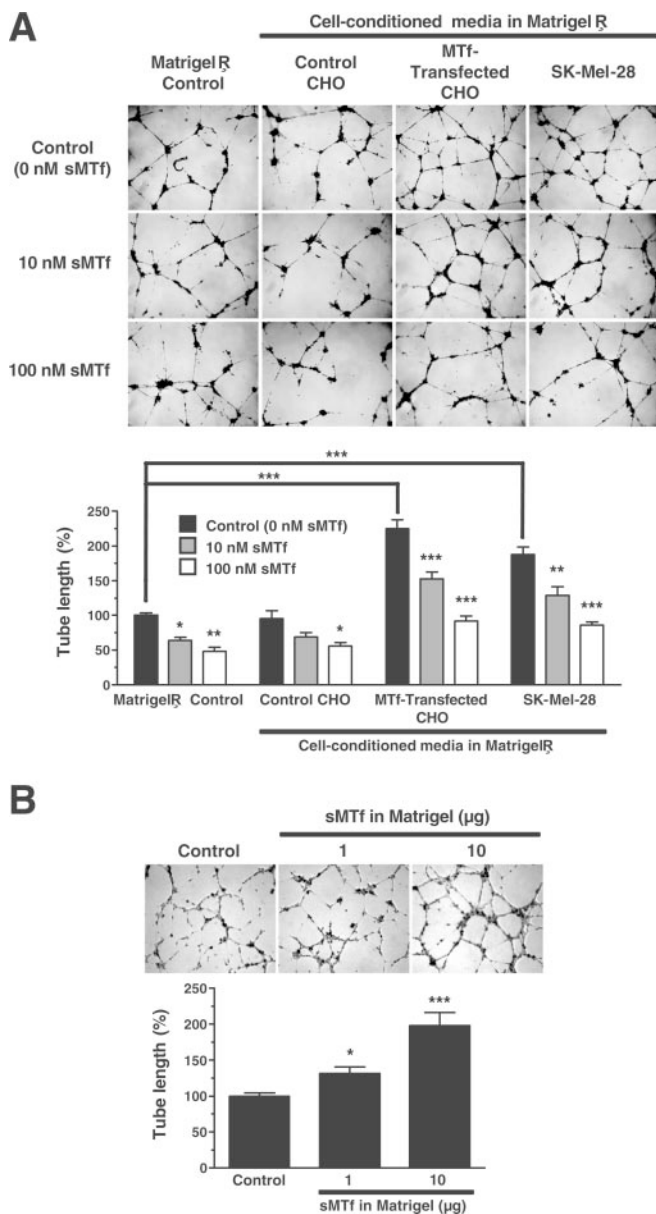 A
Cell-conditioned media in Matrigel Ŗ
Matrigel Ŗ
Control
Control
CHO
MTf-
Transfected
CHO
SK-Mel-28
Control
(0 nM sMTf)
10 nM sMTf
100 nM sMTf
***
***
Tube length (%)
250
200
150
100
50
0
Control (0 nM sMTf)
10 nM sMTf
100 nM sMTf
*
**
*
***
***
**
***
MatrigelŖ Control
Control CHO
MTf-Transfected
CHO
SK-Mel-28
Cell-conditioned media in MatrigelŖ
B
sMTf in Matrigel (µg)
Control
1
10
Tube length (%)
250
200
150
100
50
0
*
***
Control
1
10
sMTf in Matrigel (µg)